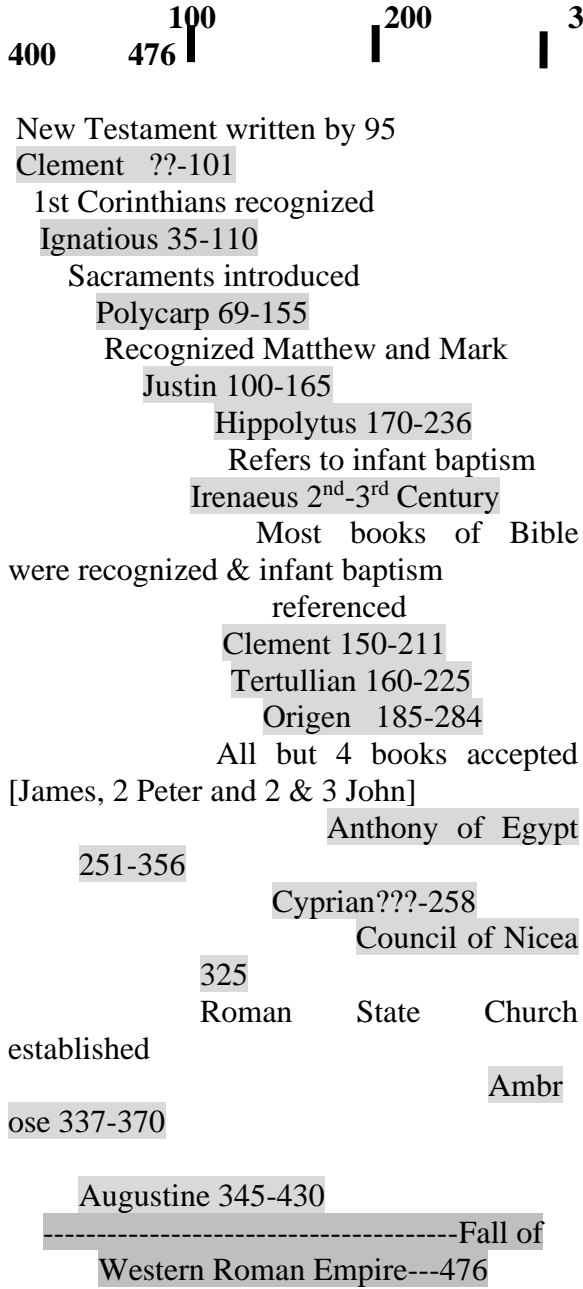 100 200 3
400 476
New Testament written by 95
Clement ??-101
1st Corinthians recognized
Ignatious 35-110
Sacraments introduced
Polycarp 69-155
Recognized Matthew and Mark
Justin 100-165
Hippolytus 170-236
Refers to infant baptism
Irenaeus 2nd-3rd Century
Most books of Bible
were recognized & infant baptism
referenced
Clement 150-211
Tertullian 160-225
Origen 185-284
All but 4 books accepted
[James, 2 Peter and 2 & 3 John]
Anthony of Egypt
251-356
Cyprian???-258
Council of Nicea
325
Roman State Church
established
Ambr
ose 337-370
Augustine 345-430
---------------------------------------Fall of
Western Roman Empire---476